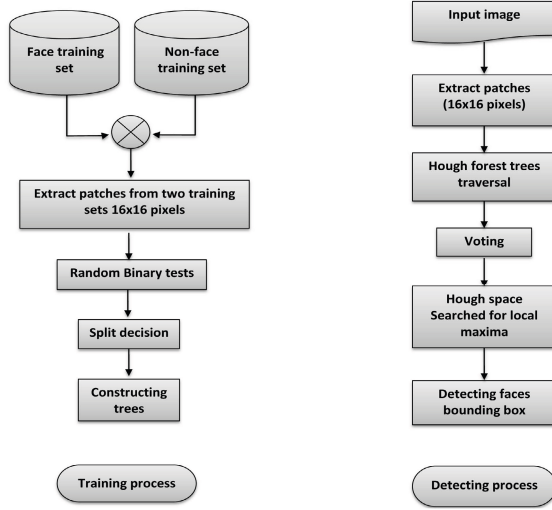 Face training
set
Non-face
training set
Extract patches from two training
sets 16x16 pixels
Random Binary tests
Split decision
Constructing
trees
Training process
Input image
Extract patches
(16x16 pixels)
Hough forest trees
traversal
Voting
Hough space
Searched for local
maxima
Detecting faces
bounding box
Detecting process